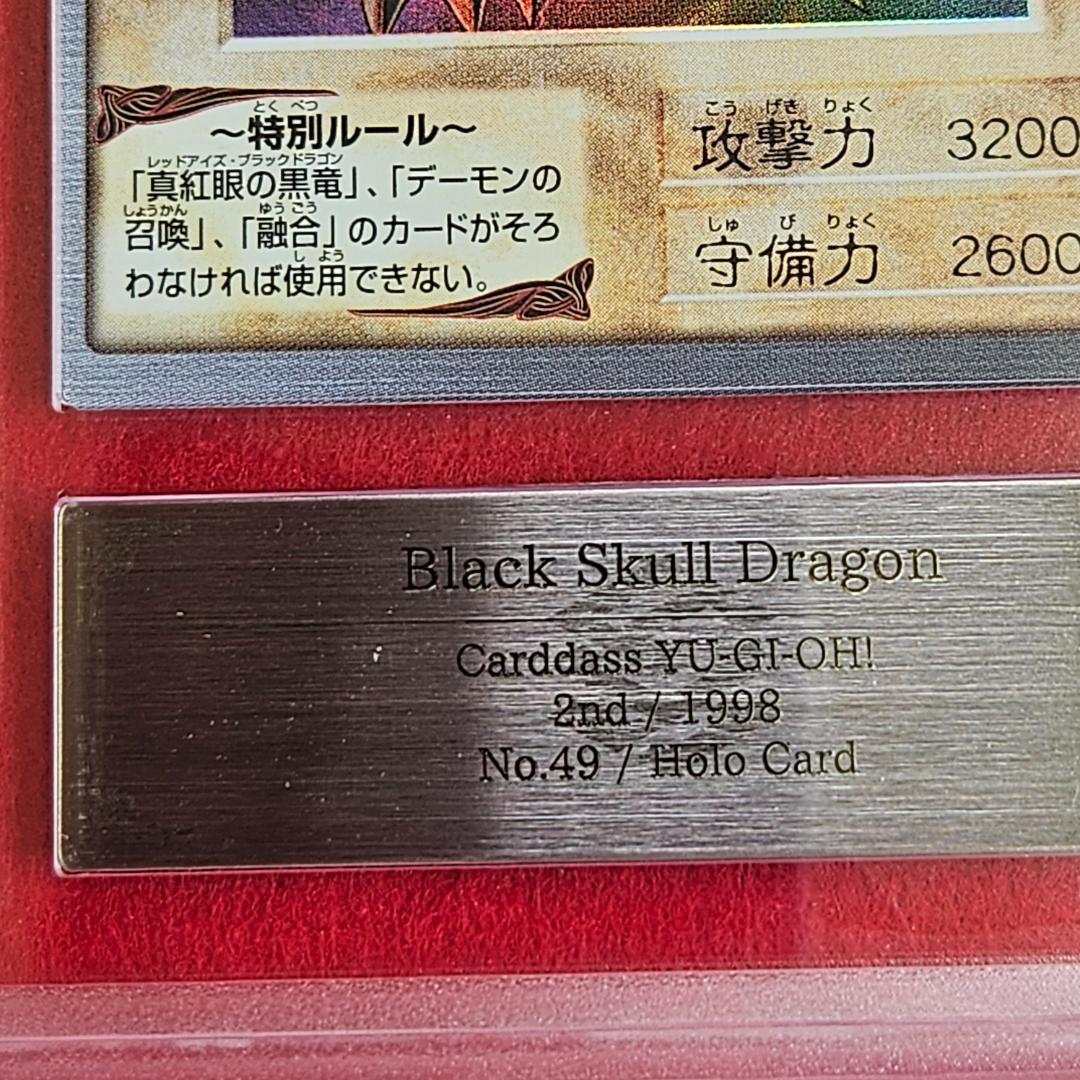 とく べつ
～特別ルール～
レッドアイズ・ブラックドラゴン
「真紅眼の黒竜」、「デーモンの
しょうかん ゆうごう
召喚」、「融合」のカードがそろ
しよう
わなければ使用できない。
こう げき りょく
攻撃力 3200
しゅ び りょく
守備力 2600
Black Skull Dragon
Carddass YU-GI-OH!
2nd / 1998
No.49 / Holo Card